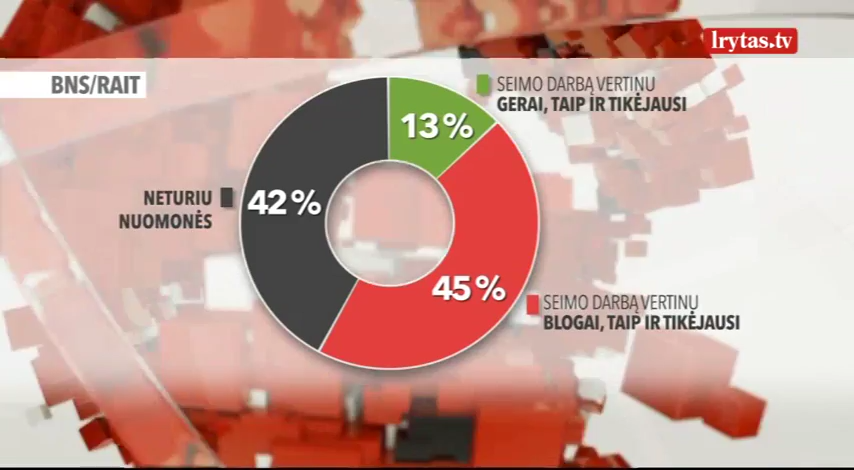 lrytas.tv
BNS/RAIT
SEIMO DARBĄ VERTINU
GERAI, TAIP IR TIKĖJAUSI
13%
NETURIU
NUOMONĖS
42%
45%
SEIMO DARBĄ VERTINU
BLOGAI, TAIP IR TIKĖJAUSI